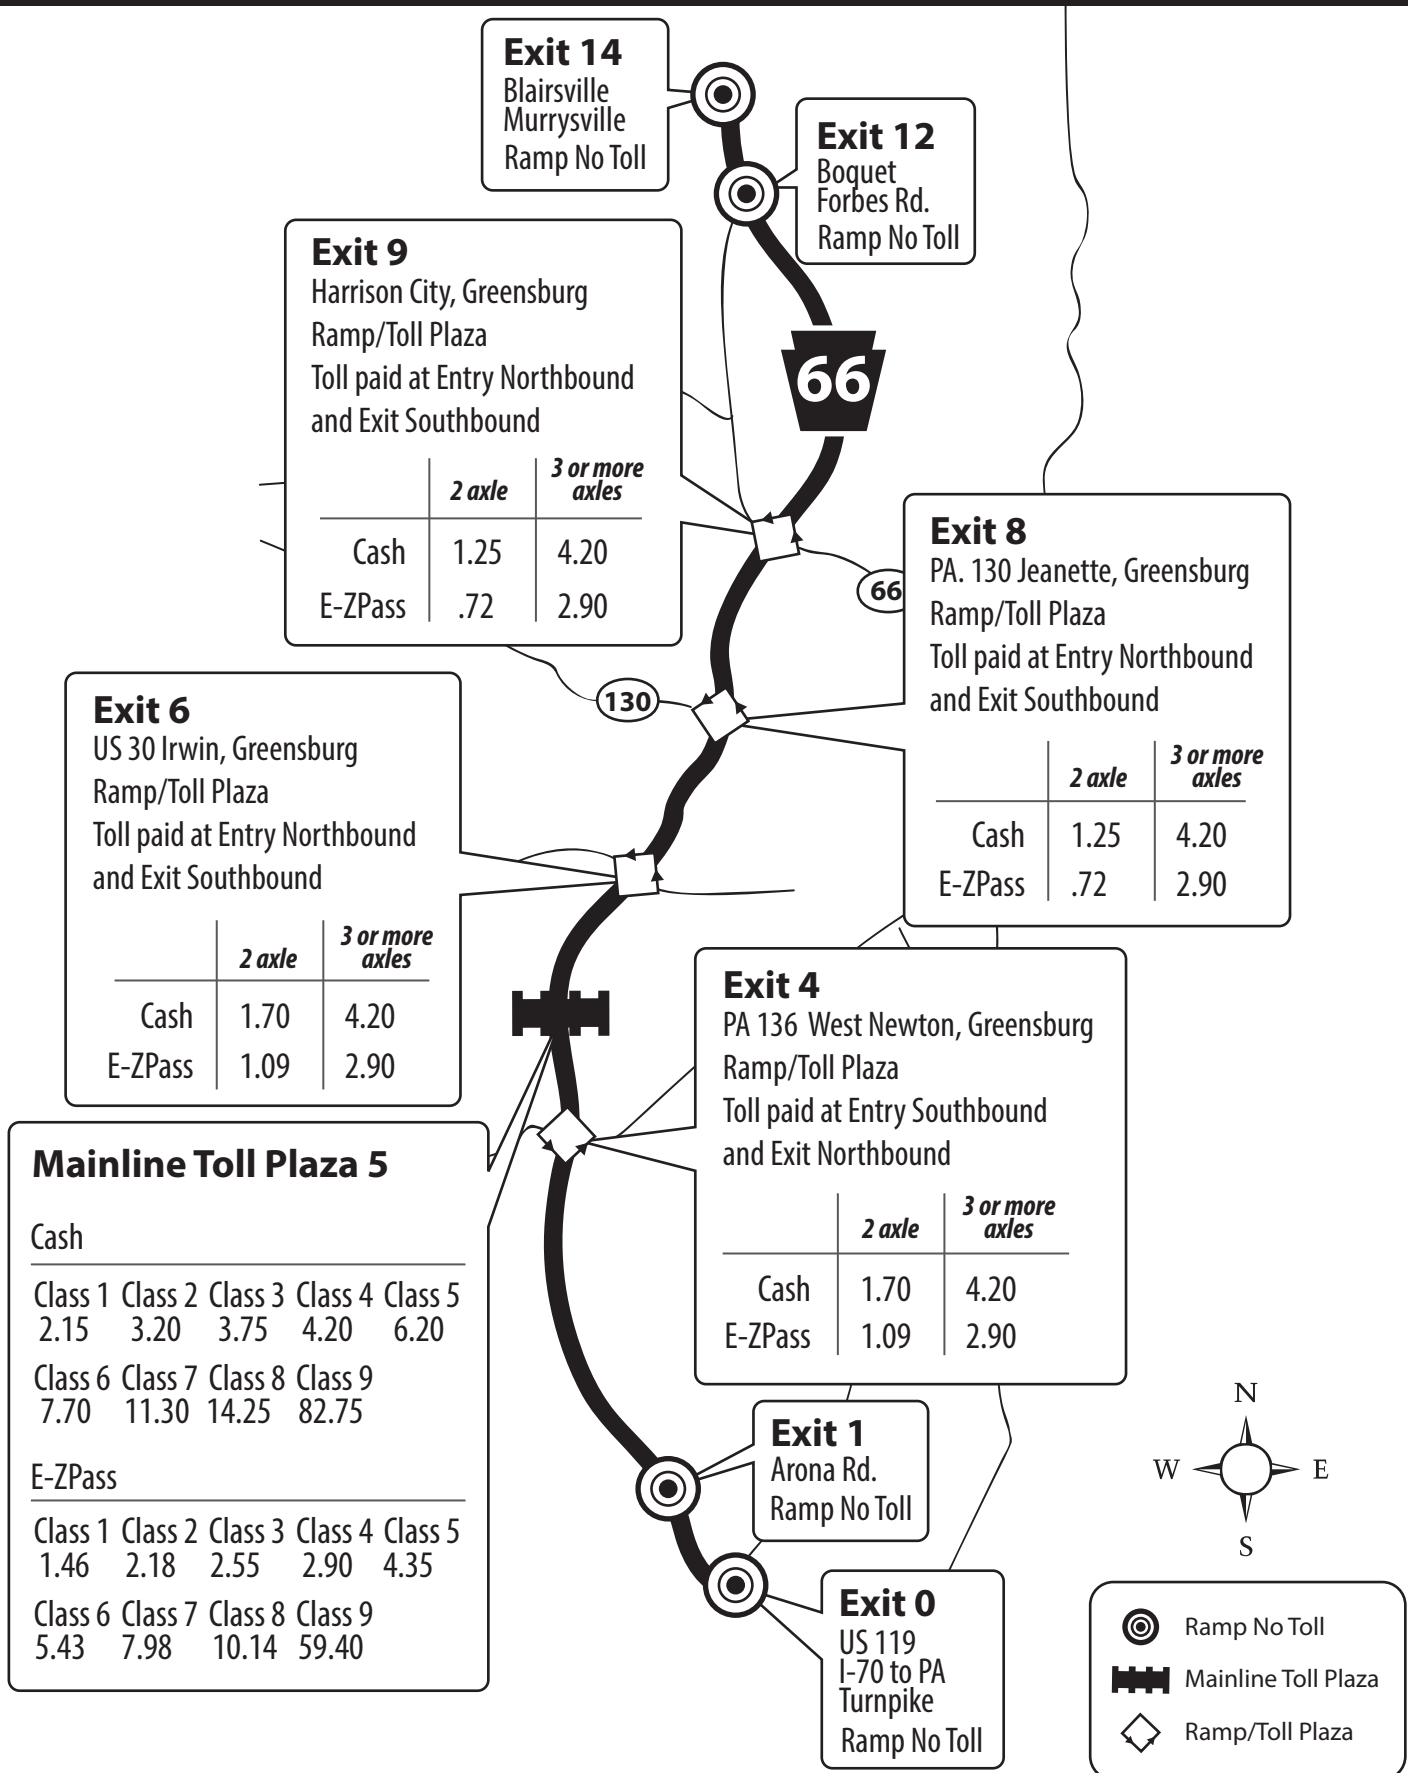 Exit 14
Blairsville
Murrysville
Ramp No Toll
Exit 12
Boquet
Forbes Rd.
Ramp No Toll
Exit 9
Harrison City, Greensburg
Ramp/Toll Plaza
Toll paid at Entry Northbound
and Exit Southbound
2 axle 3 or more axles
Cash 1.25 4.20
E-ZPass .72 2.90
66
66
Exit 8
PA. 130 Jeanette, Greensburg
Ramp/Toll Plaza
Toll paid at Entry Northbound
and Exit Southbound
2 axle 3 or more axles
Cash 1.25 4.20
E-ZPass .72 2.90
130
Exit 6
US 30 Irwin, Greensburg
Ramp/Toll Plaza
Toll paid at Entry Northbound
and Exit Southbound
2 axle 3 or more axles
Cash 1.70 4.20
E-ZPass 1.09 2.90
Exit 4
PA 136 West Newton, Greensburg
Ramp/Toll Plaza
Toll paid at Entry Southbound
and Exit Northbound
2 axle 3 or more axles
Cash 1.70 4.20
E-ZPass 1.09 2.90
Mainline Toll Plaza 5
Cash
Class 1 Class 2 Class 3 Class 4 Class 5
2.15 3.20 3.75 4.20 6.20
Class 6 Class 7 Class 8 Class 9
7.70 11.30 14.25 82.75
E-ZPass
Class 1 Class 2 Class 3 Class 4 Class 5
1.46 2.18 2.55 2.90 4.35
Class 6 Class 7 Class 8 Class 9
5.43 7.98 10.14 59.40
Exit 1
Arona Rd.
Ramp No Toll
Exit 0
US 119
I-70 to PA
Turnpike
Ramp No Toll
N
W E
S
Ramp No Toll
Mainline Toll Plaza
Ramp/Toll Plaza